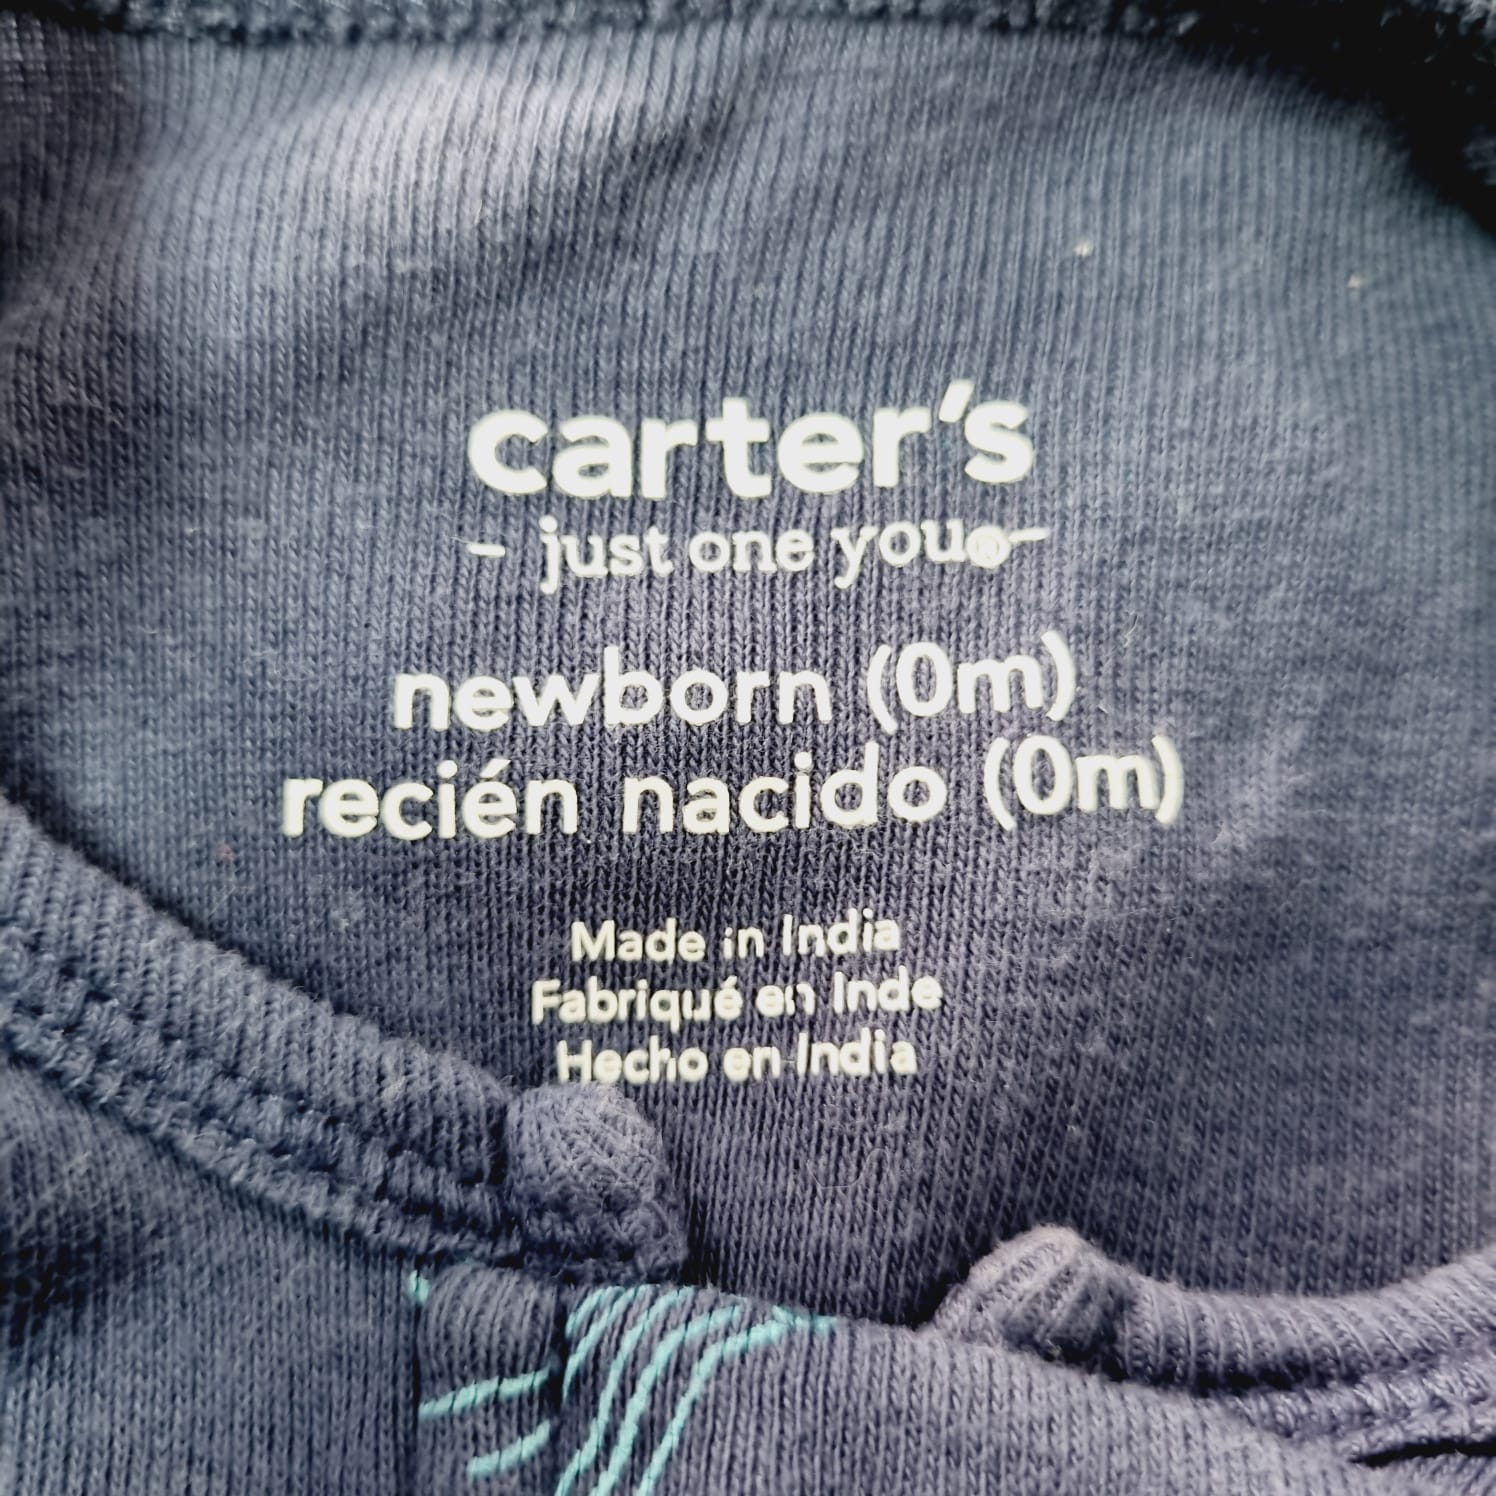 carter's
- just one you®-
newborn (0m)
recién nacido (0m)
Made in India
Fabriqué en Inde
Hecho en India